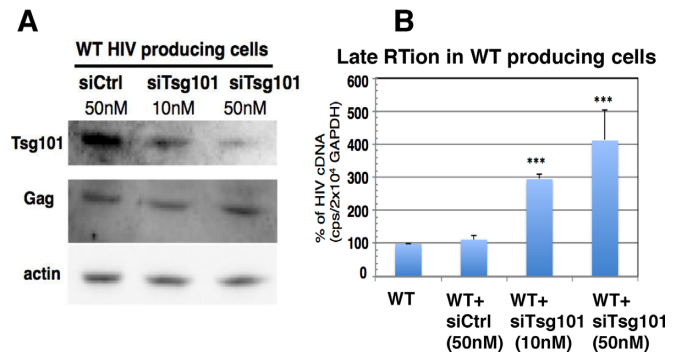 A
WT HIV producing cells
siCtrl siTsg101 siTsg101
50nM 10nM 50nM
Tsg101
Gag
actin
B
Late RTion in WT producing cells
% of HIV cDNA
(cps/2x10⁴ GAPDH)
600
500
400
300
200
100
0
***
***
WT
WT+
siCtrl
(50nM)
WT+
siTsg101
(10nM)
WT+
siTsg101
(50nM)